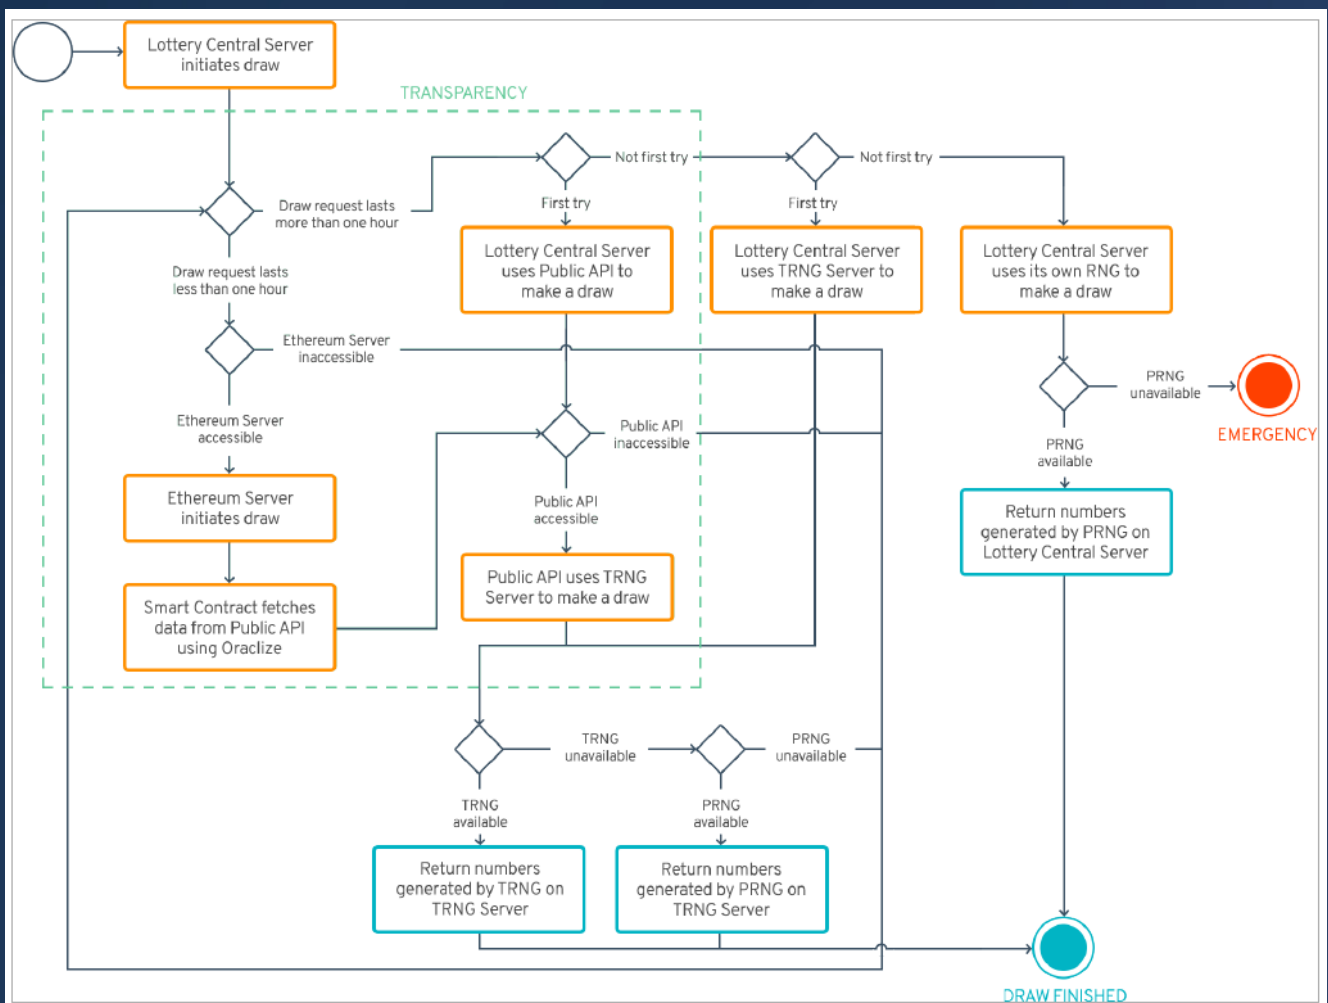 Lottery Central Server
initiates draw
TRANSPARENCY
Not first try
Not first try
Draw request lasts
more than one hour
First try
First try
Lottery Central Server
uses Public API to
make a draw
Lottery Central Server
uses TRNG Server to
make a draw
Lottery Central Server
uses its own RNG to
make a draw
Draw request lasts
less than one hour
Ethereum Server
inaccessible
PRNG
unavailable
EMERGENCY
Ethereum Server
accessible
Public API
inaccessible
PRNG
available
Ethereum Server
initiates draw
Public API
accessible
Return numbers
generated by PRNG on
Lottery Central Server
Smart Contract fetches
data from Public API
using Oraclize
Public API uses TRNG
Server to make a draw
TRNG
unavailable
PRNG
unavailable
TRNG
available
PRNG
available
Return numbers
generated by TRNG on
TRNG Server
Return numbers
generated by PRNG on
TRNG Server
DRAW FINISHED